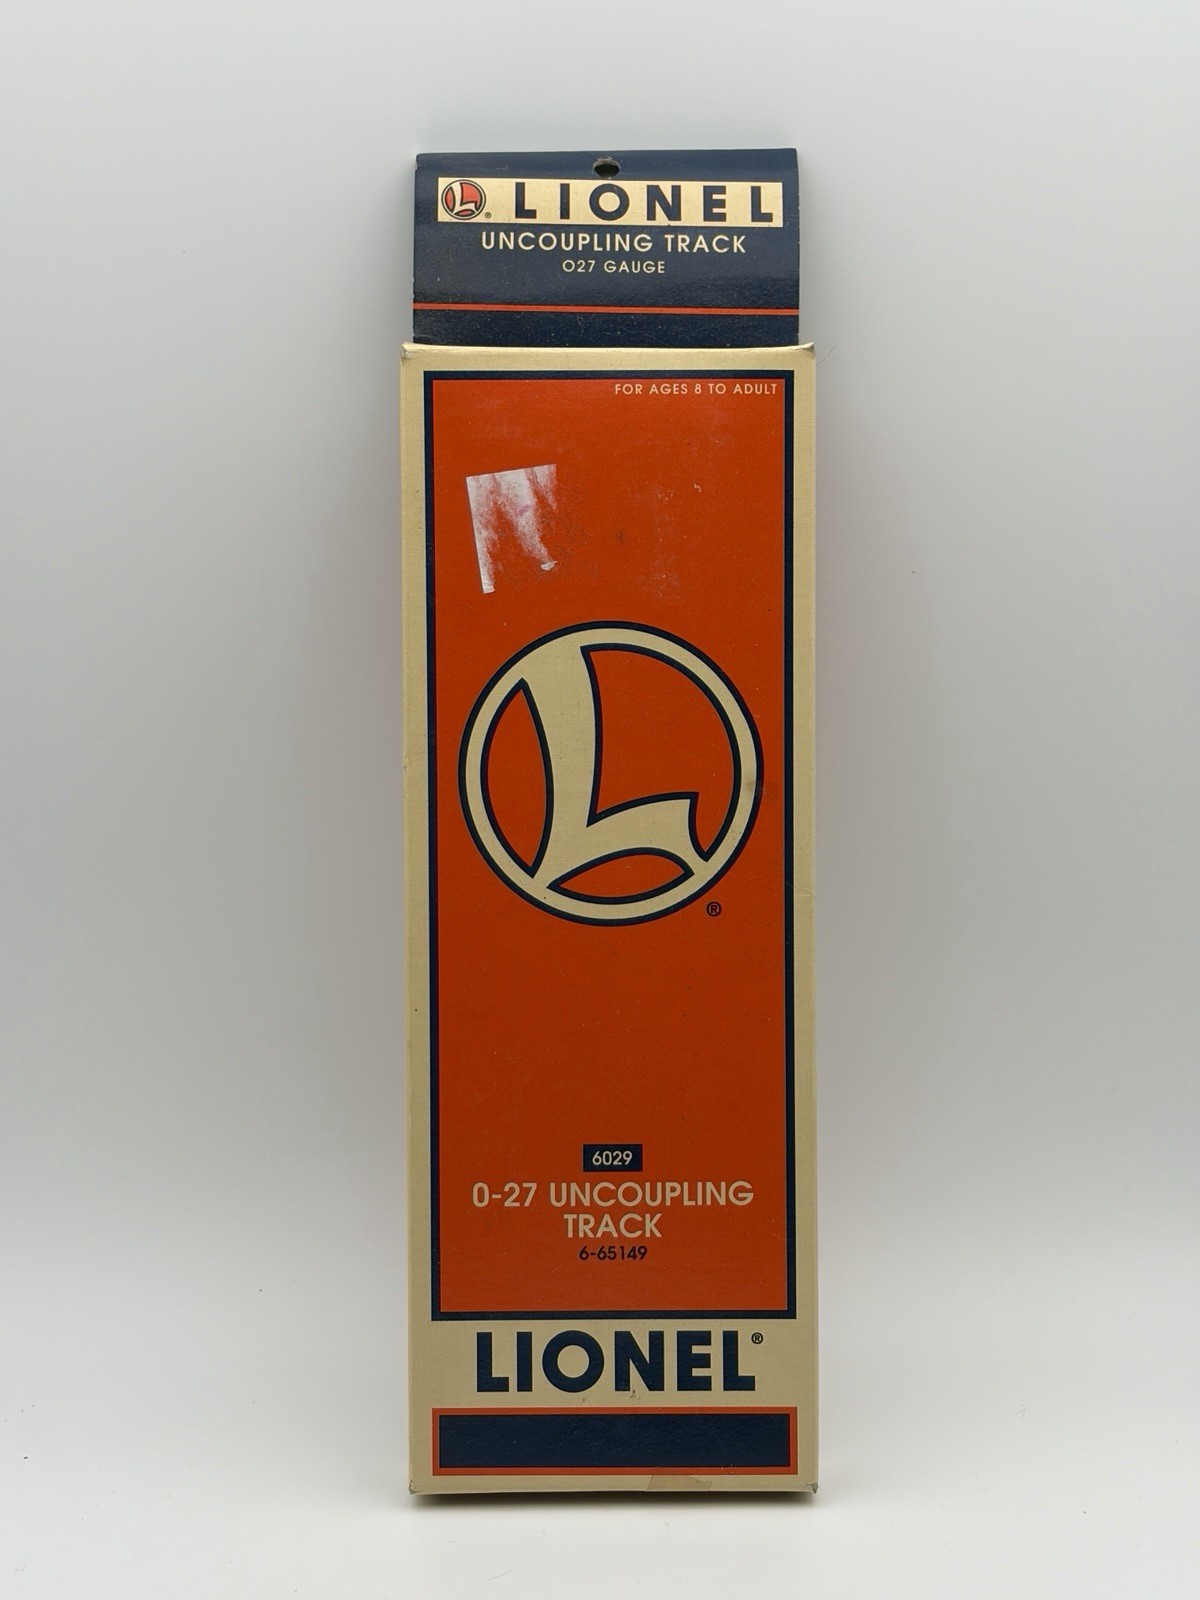 L ® LIONEL
UNCOUPLING TRACK
O27 GAUGE
FOR AGES 8 TO ADULT
L
®
6029
0-27 UNCOUPLING
TRACK
6-65149
LIONEL®